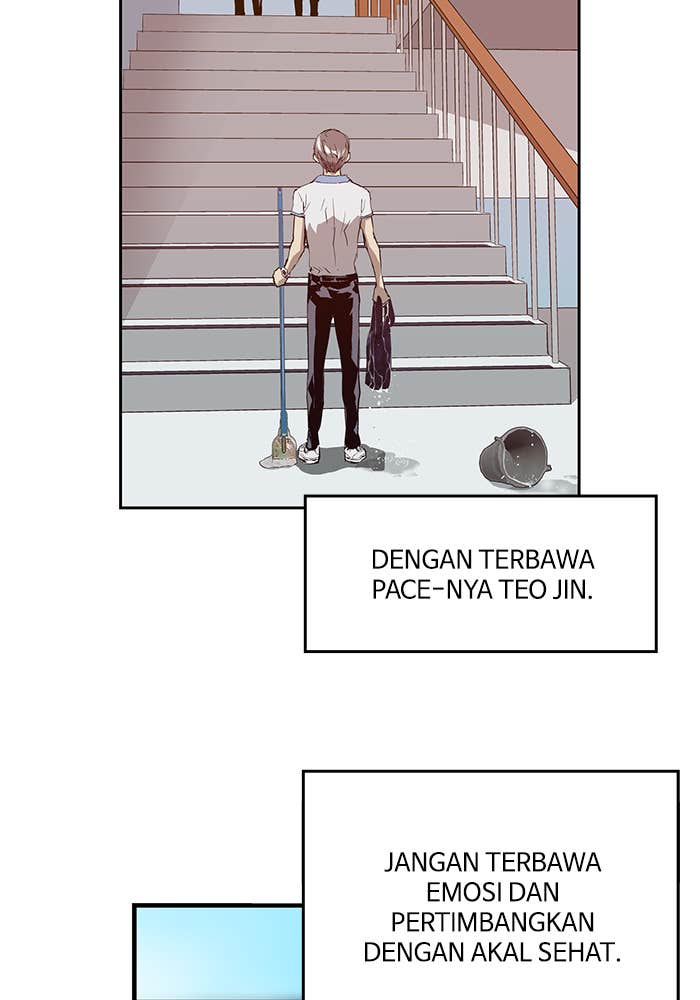 DENGAN TERBAWA
PACE-NYA TEO JIN.
JANGAN TERBAWA
EMOSI DAN
PERTIMBANGKAN
DENGAN AKAL SEHAT.